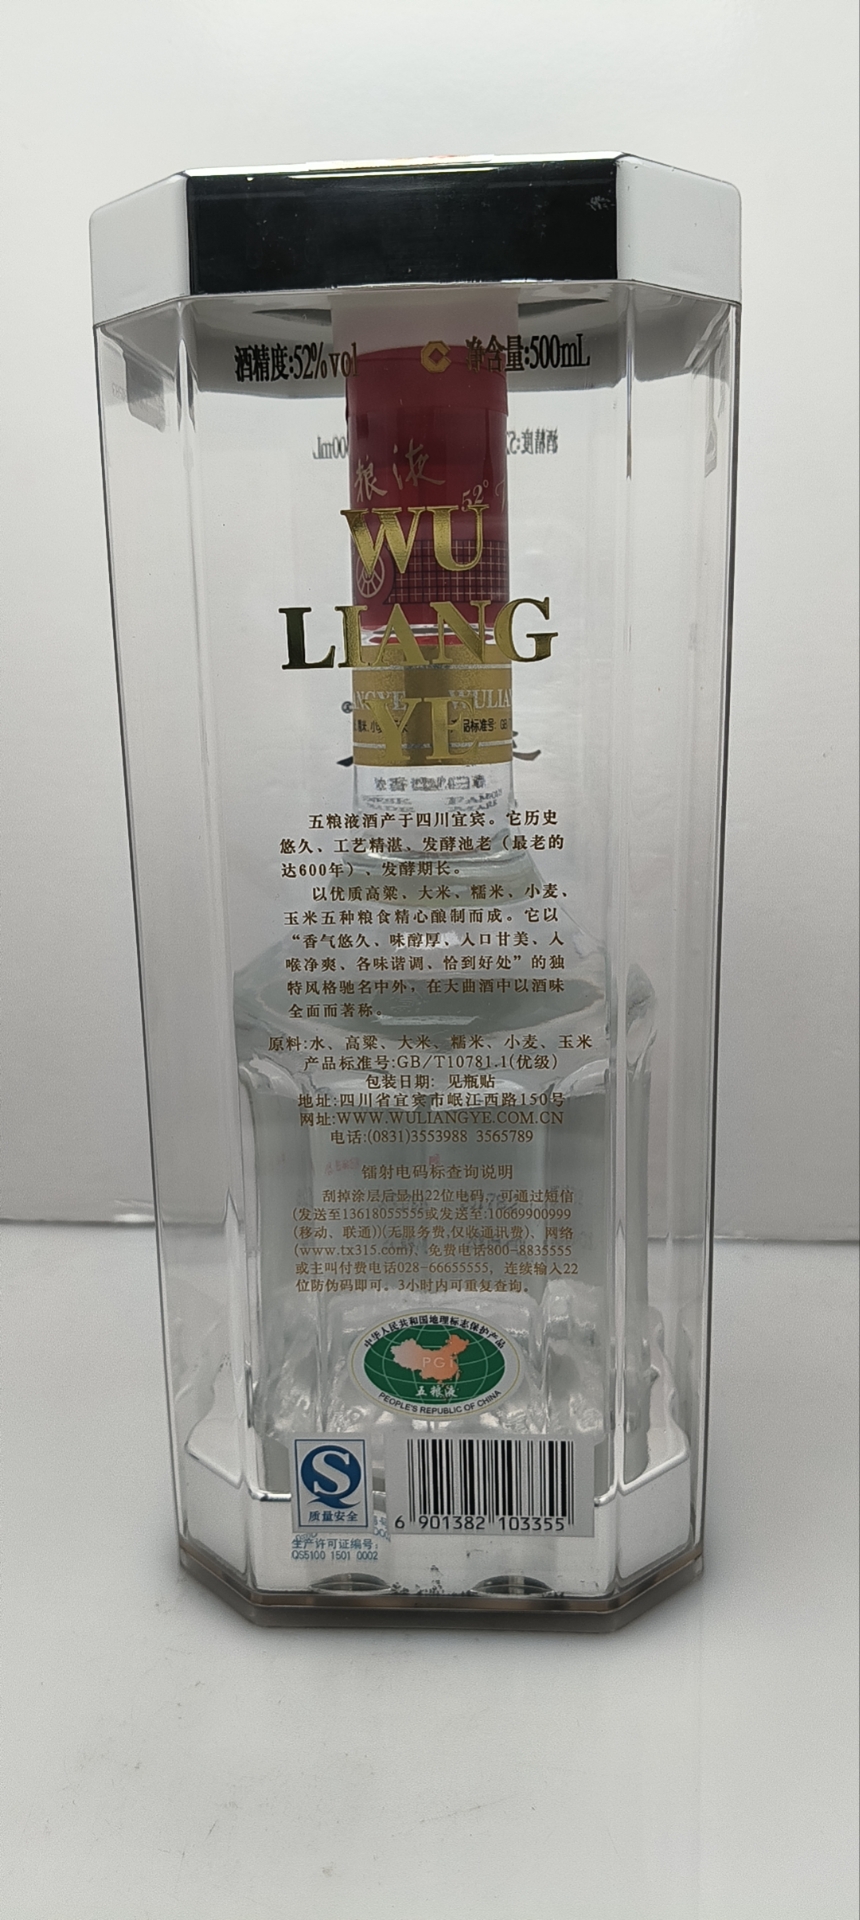 酒精度:52%vol 净含量:500mL
粮液
52°
WU
LIANG
YE
WULIA
品标准号: GB
五粮液酒产于四川宜宾。它历史
悠久、工艺精湛、发酵池老（最老的
达600年）、发酵期长。
以优质高粱、大米、糯米、小麦、
玉米五种粮食精心酿制而成。它以
“香气悠久、味醇厚、入口甘美、入
喉净爽、各味谐调、恰到好处”的独
特风格驰名中外，在大曲酒中以酒味
全面而著称。
原料:水、高粱、大米、糯米、小麦、玉米
产品标准号:GB/T10781.1(优级)
包装日期: 见瓶贴
地址:四川省宜宾市岷江西路150号
网址:WWW.WULIANGYE.COM.CN
电话:(0831)3553988 3565789
镭射电码标查询说明
刮掉涂层后显出22位电码，可通过短信
(发送至13618055555或发送至:10669900999
(移动、联通))(无服务费,仅收通讯费)、网络
(www.tx315.com)、免费电话800-8835555
或主叫付费电话028-66655555，连续输入22
位防伪码即可。3小时内可重复查询。
中华人民共和国地理标志保护产品
PGI
五粮液
PEOPLE'S REPUBLIC OF CHINA
质量安全
6 901382 103355
生产许可证编号:
QS5100 1501 0002